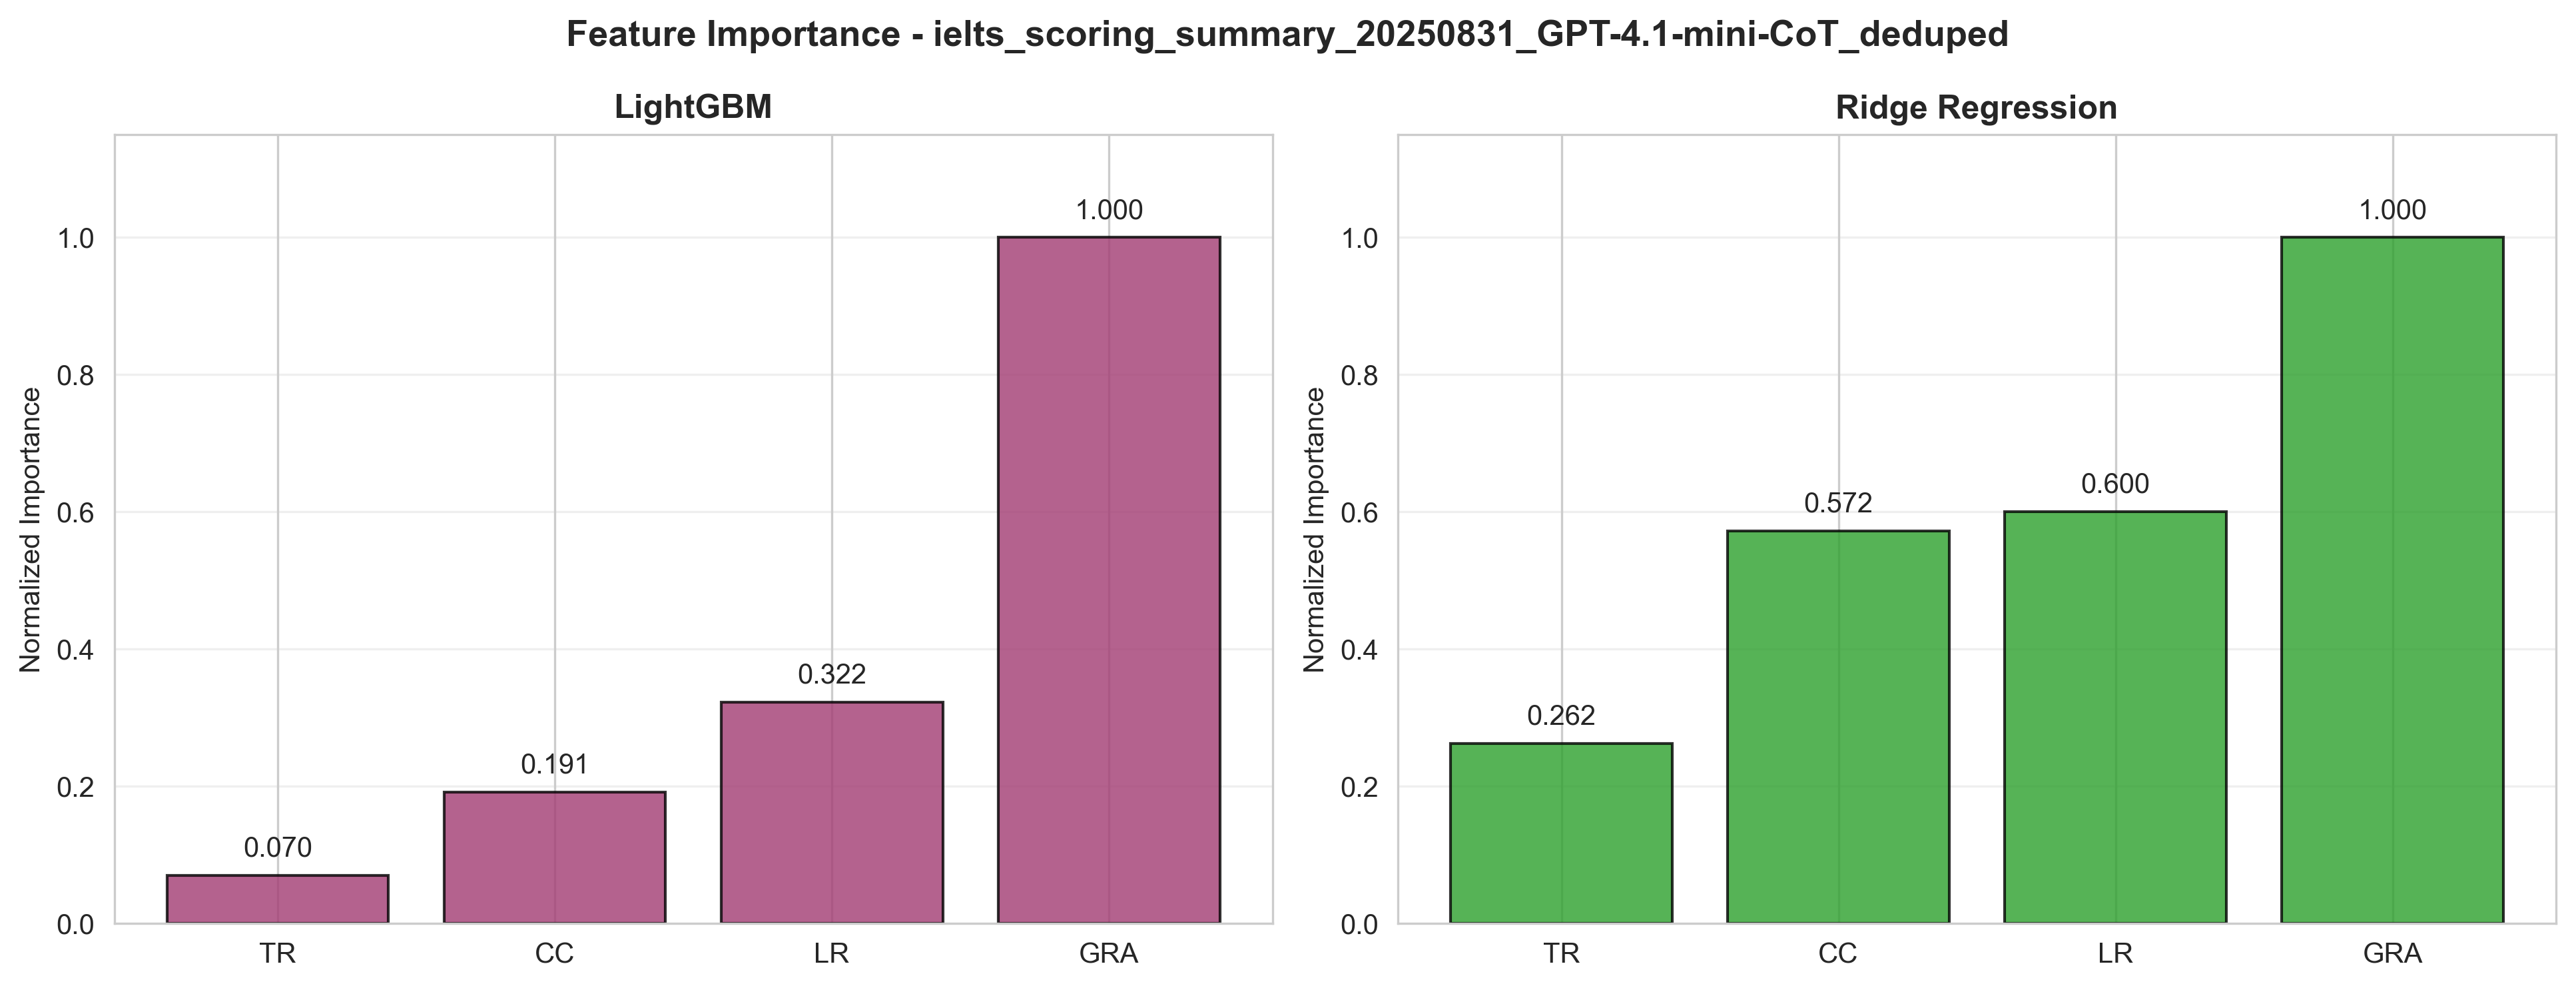 Feature Importance - ielts_scoring_summary_20250831_GPT-4.1-mini-CoT_deduped
LightGBM
Normalized Importance
1.0
0.8
0.6
0.4
0.2
0.0
0.070
0.191
0.322
1.000
TR
CC
LR
GRA
Ridge Regression
Normalized Importance
1.0
0.8
0.6
0.4
0.2
0.0
0.262
0.572
0.600
1.000
TR
CC
LR
GRA